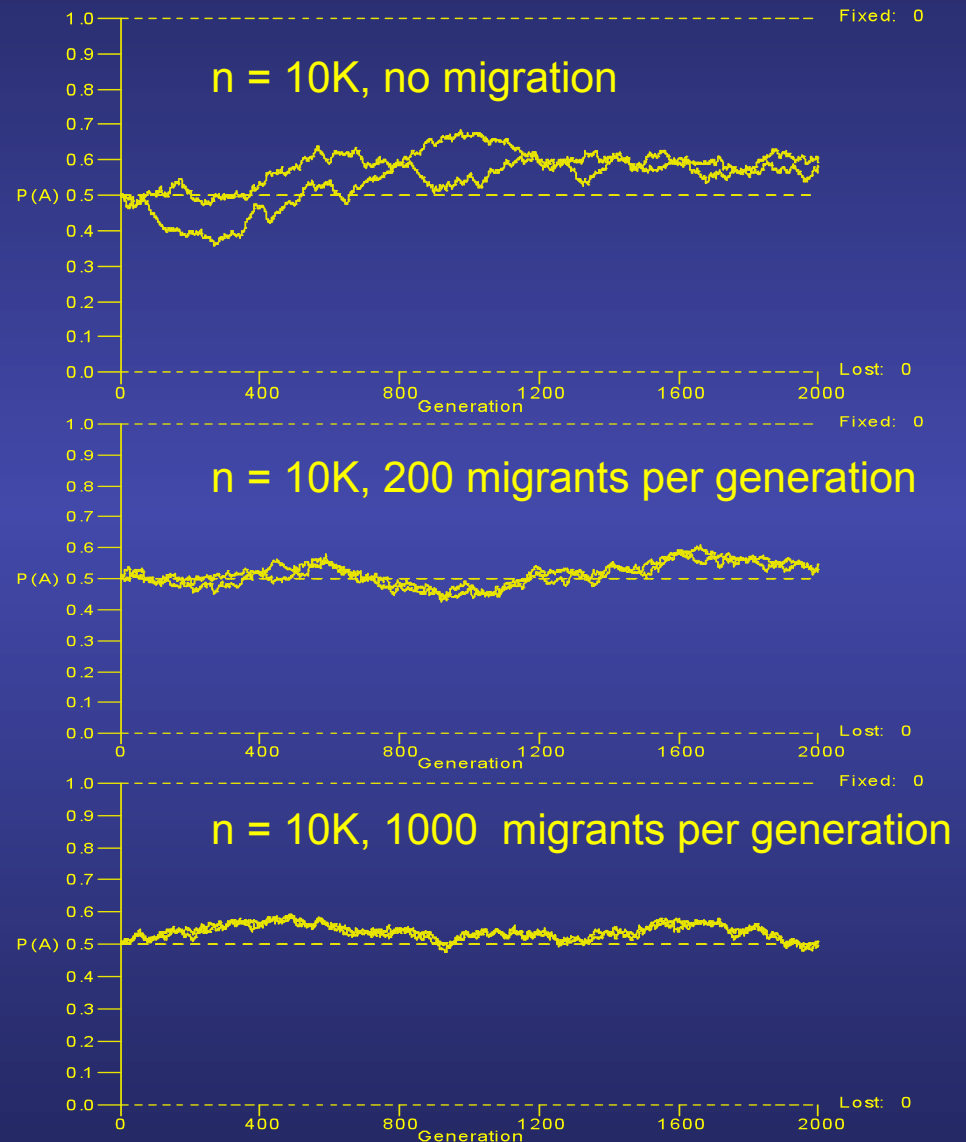 1.0 Fixed: 0
0.9
n = 10K, no migration
0.8
0.7
0.6
P(A) 0.5
0.4
0.3
0.2
0.1
0.0 Lost: 0
0 400 800 1200 1600 2000
Generation
1.0 Fixed: 0
0.9
n = 10K, 200 migrants per generation
0.8
0.7
0.6
P(A) 0.5
0.4
0.3
0.2
0.1
0.0 Lost: 0
0 400 800 1200 1600 2000
Generation
1.0 Fixed: 0
0.9
n = 10K, 1000 migrants per generation
0.8
0.7
0.6
P(A) 0.5
0.4
0.3
0.2
0.1
0.0 Lost: 0
0 400 800 1200 1600 2000
Generation